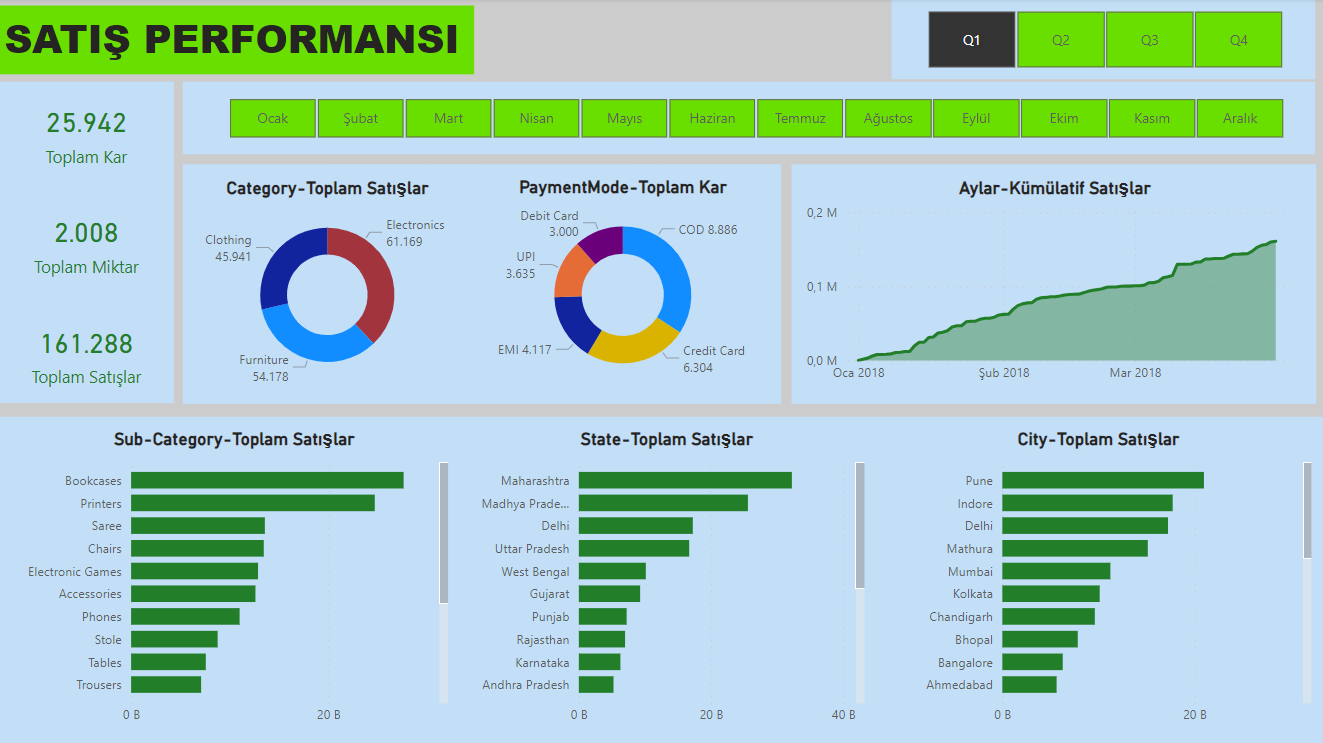 SATIŞ PERFORMANSI
Q1
Q2
Q3
Q4
25.942
Toplam Kar
2.008
Toplam Miktar
161.288
Toplam Satışlar
Ocak
Şubat
Mart
Nisan
Mayıs
Haziran
Temmuz
Ağustos
Eylül
Ekim
Kasım
Aralık
Category-Toplam Satışlar
Electronics
61.169
Clothing
45.941
Furniture
54.178
PaymentMode-Toplam Kar
Debit Card
3.000
COD 8.886
UPI
3.635
EMI 4.117
Credit Card
6.304
Aylar-Kümülatif Satışlar
0,2 M
0,1 M
0,0 M
Oca 2018
Şub 2018
Mar 2018
Sub-Category-Toplam Satışlar
Bookcases
Printers
Saree
Chairs
Electronic Games
Accessories
Phones
Stole
Tables
Trousers
0 B
20 B
State-Toplam Satışlar
Maharashtra
Madhya Prade...
Delhi
Uttar Pradesh
West Bengal
Gujarat
Punjab
Rajasthan
Karnataka
Andhra Pradesh
0 B
20 B
40 B
City-Toplam Satışlar
Pune
Indore
Delhi
Mathura
Mumbai
Kolkata
Chandigarh
Bhopal
Bangalore
Ahmedabad
0 B
20 B